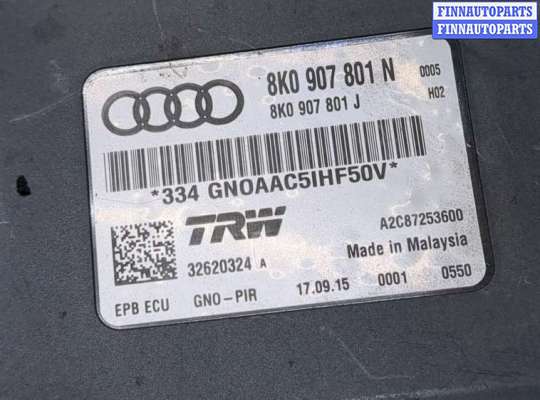 FINNAUTOPARTS
FINNAUTOPARTS
8K0 907 801 N 0005
8K0 907 801 J H02
*334 GNOAAC5IHF50V*
TRW A2C87253600
32620324 A Made in Malaysia
EPB ECU GNO-PIR 17.09.15 0001 0550